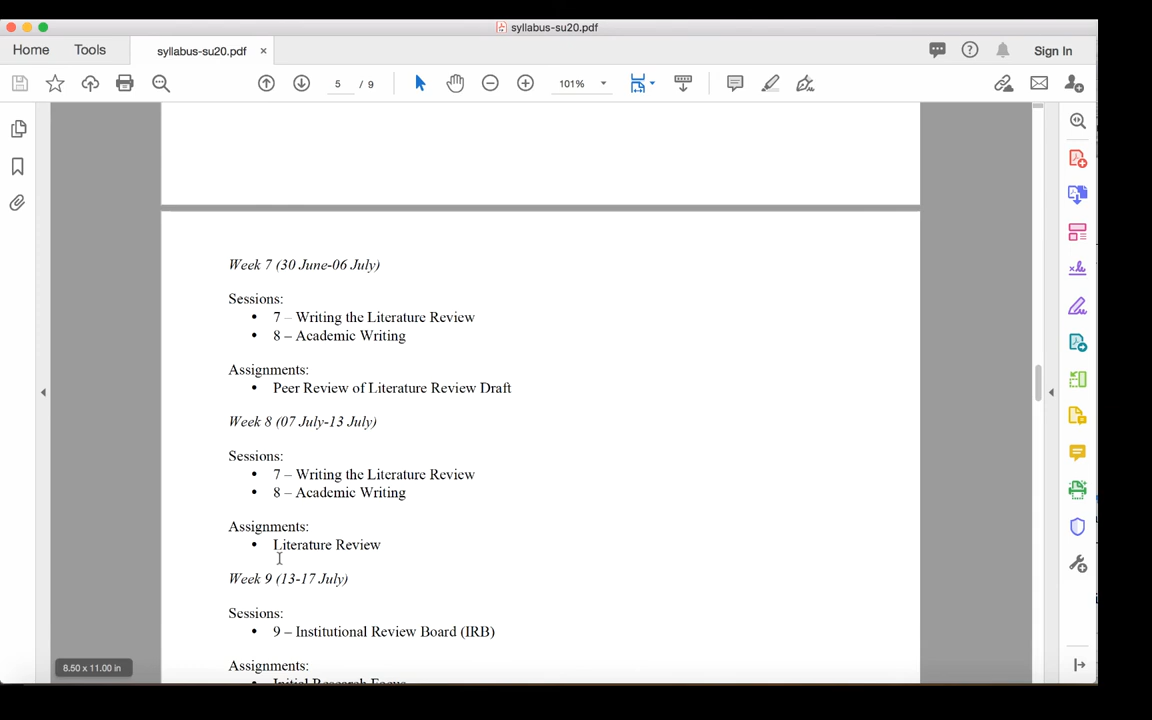 syllabus-su20.pdf
Home
Tools
syllabus-su20.pdf ×
Sign In
5 / 9
101%
Week 7 (30 June-06 July)
Sessions:
• 7 – Writing the Literature Review
• 8 – Academic Writing
Assignments:
• Peer Review of Literature Review Draft
Week 8 (07 July-13 July)
Sessions:
• 7 – Writing the Literature Review
• 8 – Academic Writing
Assignments:
• Literature Review
Week 9 (13-17 July)
Sessions:
• 9 – Institutional Review Board (IRB)
Assignments:
• Initial Research Focus
8.50 x 11.00 in